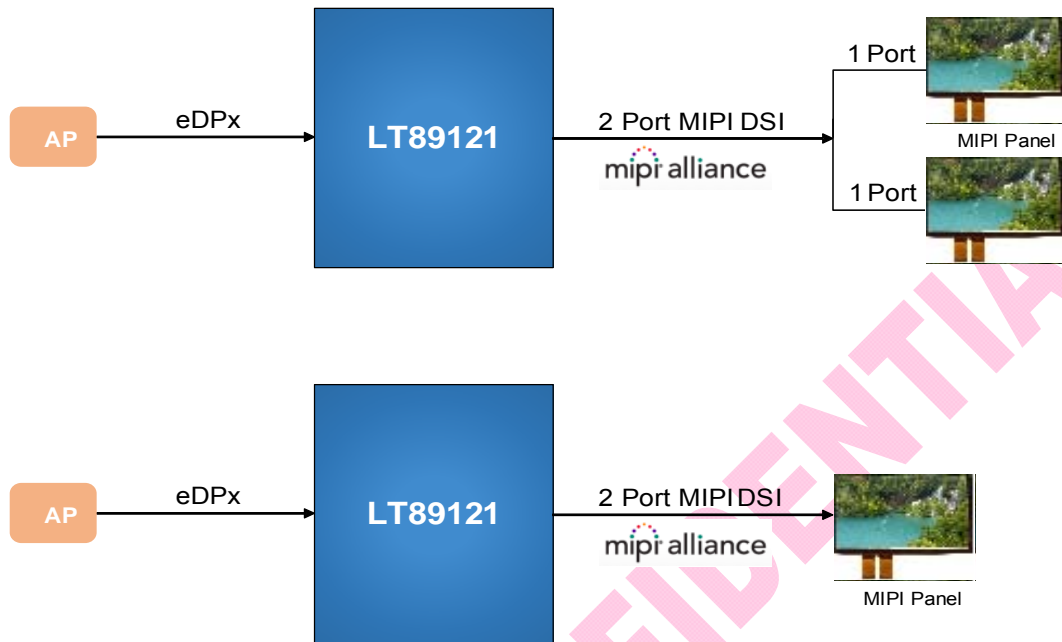 1 Port
AP
eDPx
LT89121
2 Port MIPI DSI
mipi alliance
MIPI Panel
1 Port
AP
eDPx
LT89121
2 Port MIPI DSI
mipi alliance
MIPI Panel
FIDENTIA